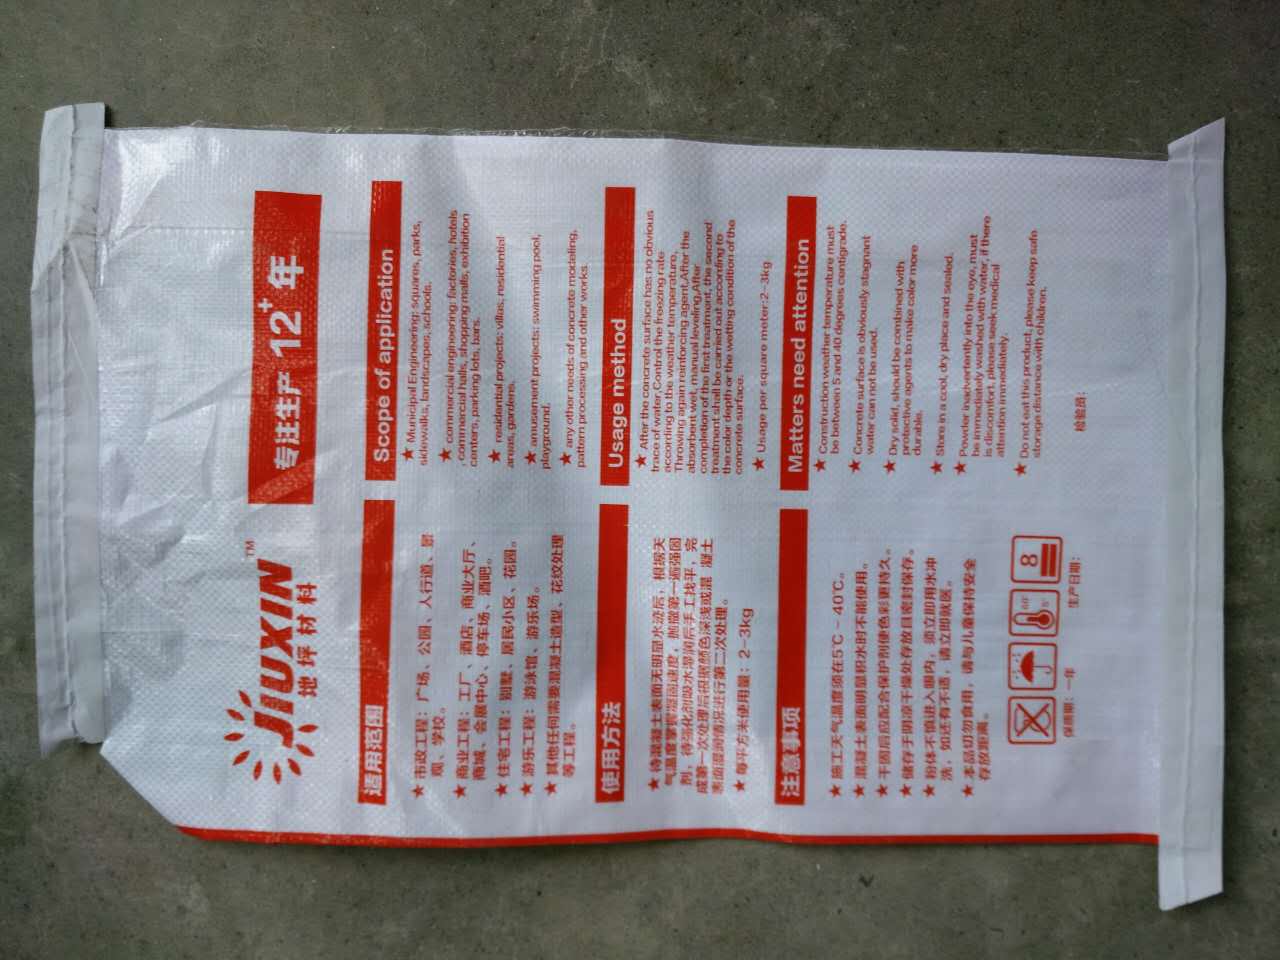 JIUXIN™
地坪材料
专注生产 12+ 年
适用范围
★ 市政工程：广场、公园、人行道、景
观、学校。
★ 商业工程：工厂、酒店、商业大厅、
商城、会展中心、停车场、酒吧。
★ 住宅工程：别墅、居民小区、花园。
★ 游乐工程：游泳馆、游乐场。
★ 其他任何需要混凝土造型、花纹处理
等工程。
Scope of application
★ Municipal Engineering: squares, parks,
sidewalks, landscapes, schools.
★ commercial engineering: factories, hotels
, commercial halls, shopping malls, exhibition
centers, parking lots, bars.
★ residential projects: villas, residential
areas, gardens.
★ amusement projects: swimming pool,
playground.
★ any other needs of concrete modeling,
pattern processing and other works.
使用方法
★ 待混凝土表面无明显水迹后，根据天
气温度掌握凝固速度，抛撒第一遍强固
剂，待强化剂吸水湿润后手工找平，完
成第一次处理后根据颜色深浅或混 凝土
表面湿润情况进行第二次处理。
★ 每平方米使用量：2-3kg
Usage method
★ After the concrete surface has no obvious
trace of water,Control the freezing rate
according to the weather temperature,
Throwing again reinforcing agent,After the
absorbent wet, manual leveling,After
completion of the first treatment, the second
treatment shall be carried out according to
the color depth or the wetting condition of the
concrete surface.
★ Usage per square meter:2-3kg
注意事项
★ 施工天气温度须在5℃-40℃。
★ 混凝土表面明显积水时不能使用。
★ 干固后应配合保护剂使色彩更持久。
★ 储存于阴凉干燥处存放且密封保存。
★ 粉体不慎进入眼内，须立即用水冲
洗，如还有不适，请立即就医。
★ 本品切勿食用，请与儿童保持安全
存放距离。
Matters need attention
★ Construction weather temperature must
be between 5 and 40 degrees centigrade.
★ Concrete surface is obviously stagnant
water can not be used.
★ Dry solid, should be combined with
protective agents to make color more
durable.
★ Store in a cool, dry place and sealed.
★ Powder inadvertently into the eye, must
be immediately washed with water, if there
is discomfort, please seek medical
attention immediately.
★ Do not eat this product, please keep safe
storage distance with children.
8
保质期：一年
生产日期：
检验员：